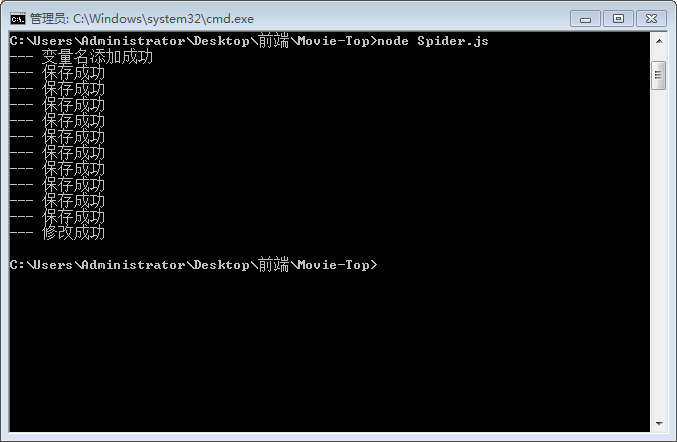 管理员: C:\Windows\system32\cmd.exe
C:\Users\Administrator\Desktop\前端\Movie-Top>node Spider.js
--- 变量名添加成功
--- 保存成功
--- 保存成功
--- 保存成功
--- 保存成功
--- 保存成功
--- 保存成功
--- 保存成功
--- 保存成功
--- 保存成功
--- 保存成功
--- 修改成功
C:\Users\Administrator\Desktop\前端\Movie-Top>